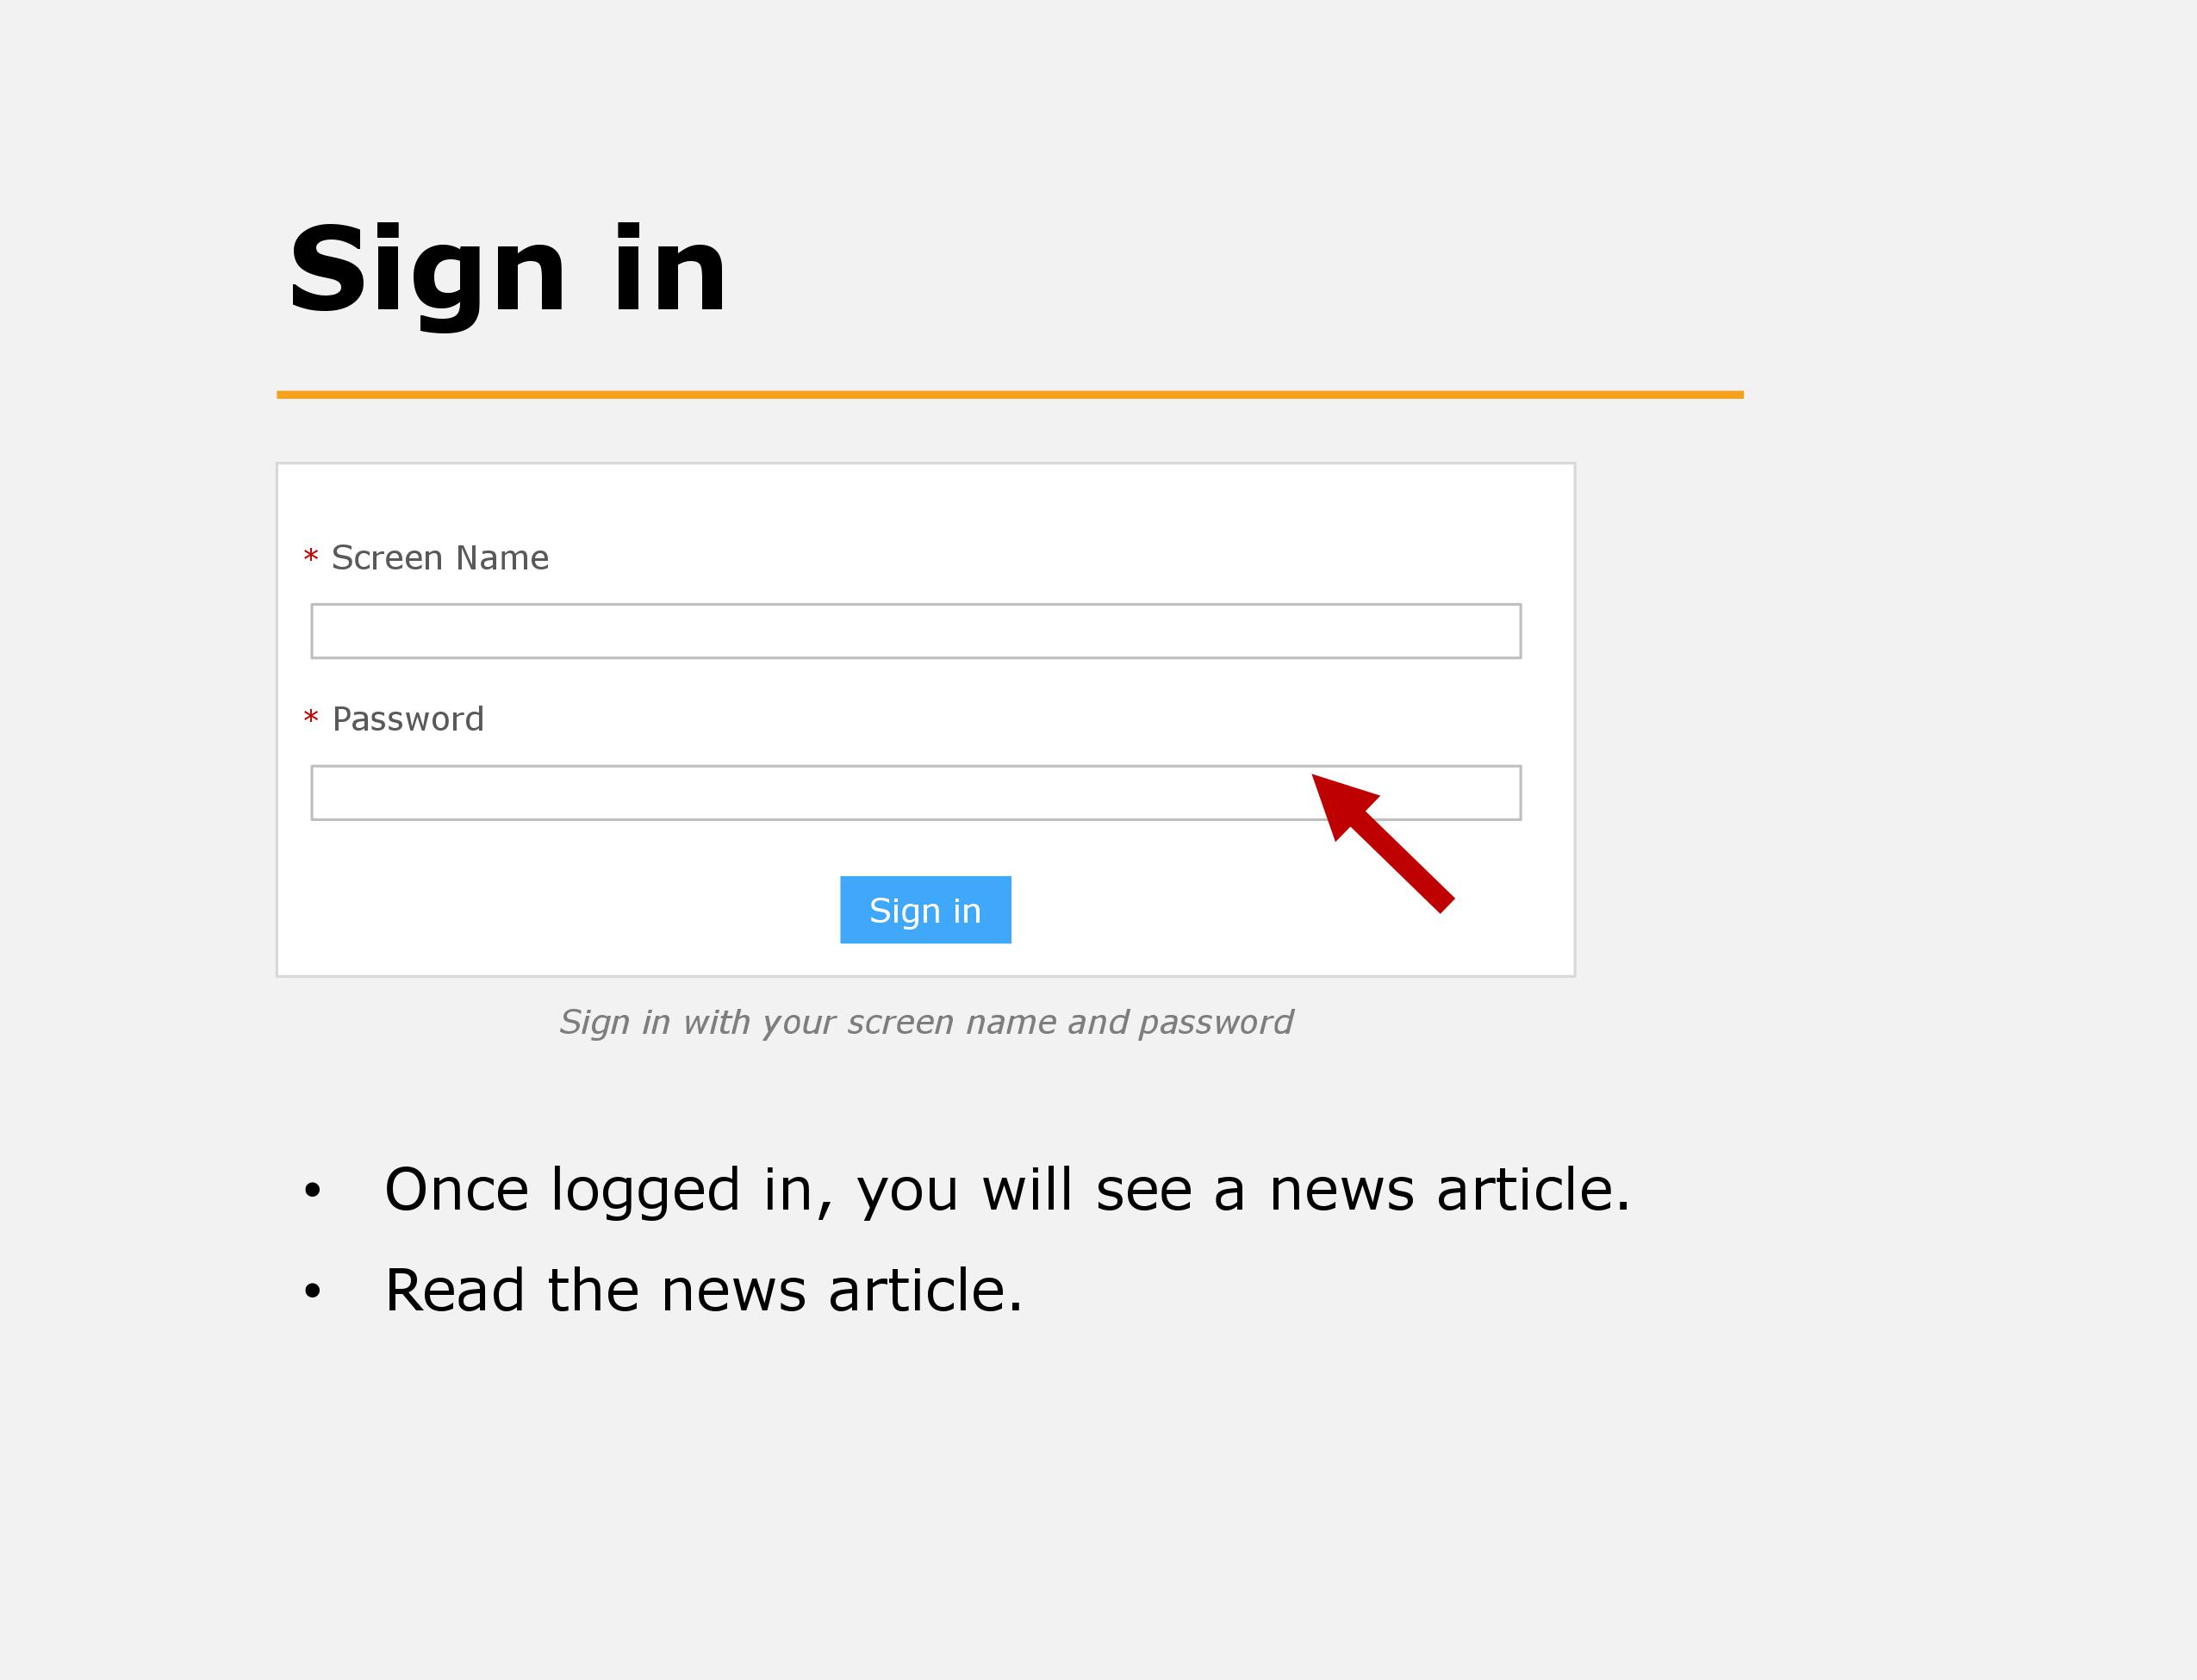 Sign in
* Screen Name
* Password
Sign in
Sign in with your screen name and password
• Once logged in, you will see a news article.
• Read the news article.